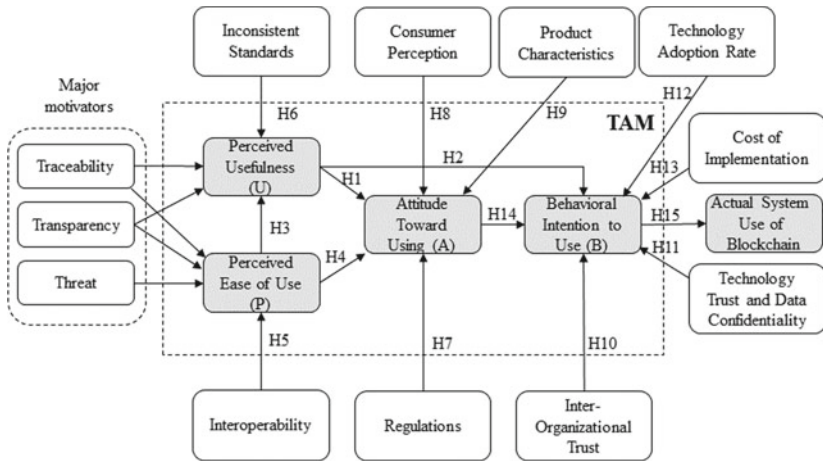 Inconsistent
Standards
Consumer
Perception
Product
Characteristics
Technology
Adoption Rate
Major
motivators
H6
H8
H9
H12
TAM
Traceability
Transparency
Threat
Perceived
Usefulness
(U)
H2
H1
H3
H4
Perceived
Ease of Use
(P)
Attitude
Toward
Using (A)
H14
Behavioral
Intention to
Use (B)
H13
Cost of
Implementation
H15
Actual System
Use of
Blockchain
H11
Technology
Trust and Data
Confidentiality
H5
H7
H10
Interoperability
Regulations
Inter-
Organizational
Trust